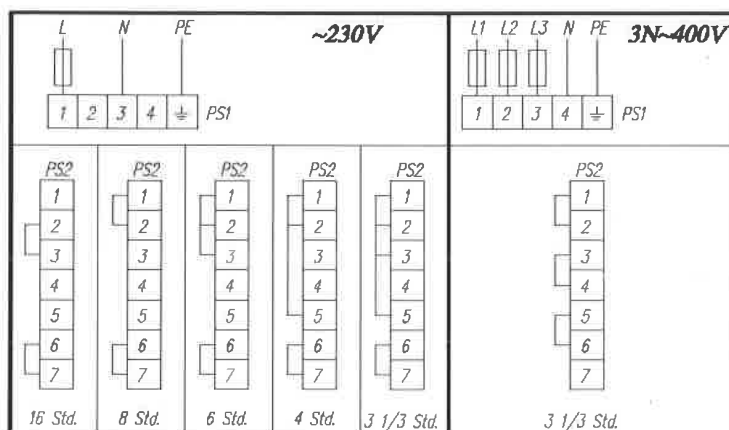 L N PE ~230V
1 2 3 4 PS1
L1 L2 L3 N PE 3N~400V
1 2 3 4 PS1
PS2 PS2 PS2 PS2 PS2 PS2
1 1 1 1 1 1
2 2 2 2 2 2
3 3 3 3 3 3
4 4 4 4 4 4
5 5 5 5 5 5
6 6 6 6 6 6
7 7 7 7 7 7
16 Std. 8 Std. 6 Std. 4 Std. 3 1/3 Std. 3 1/3 Std.